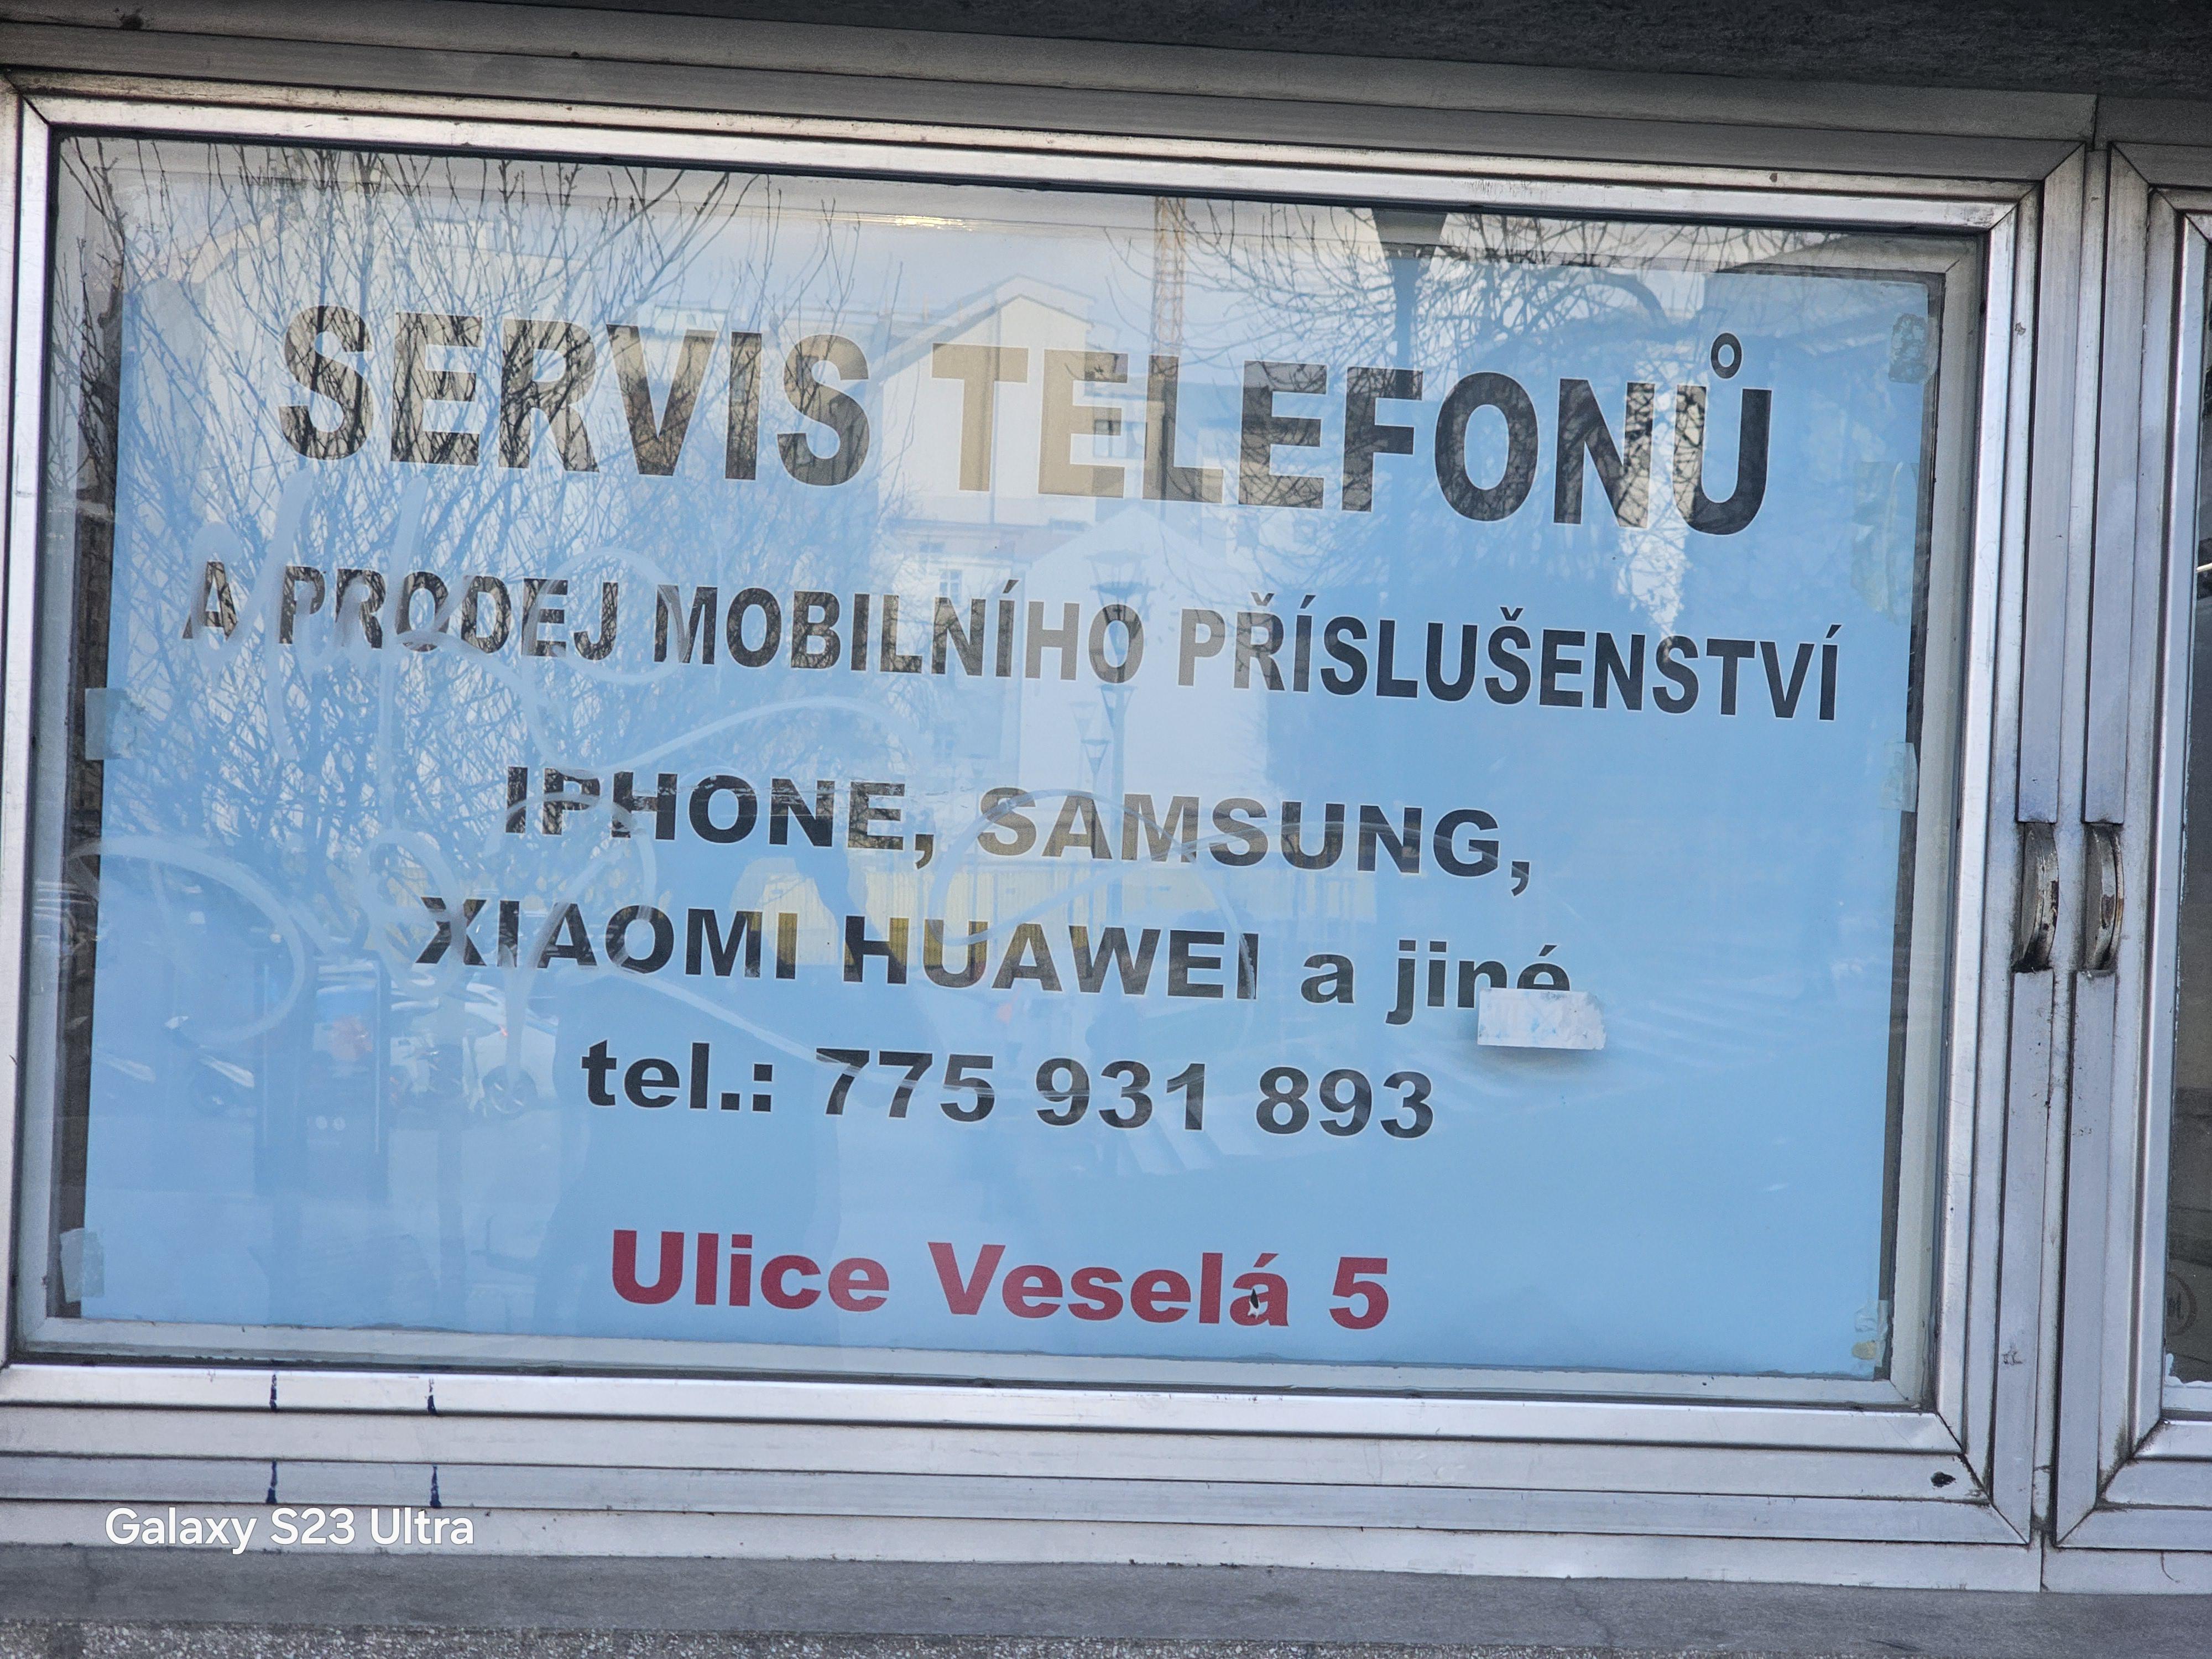 SERVIS TELEFONŮ
A PRODEJ MOBILNÍHO PŘÍSLUŠENSTVÍ
IPHONE, SAMSUNG,
XIAOMI HUAWEI a jiné
tel.: 775 931 893
Ulice Veselá 5
Galaxy S23 Ultra